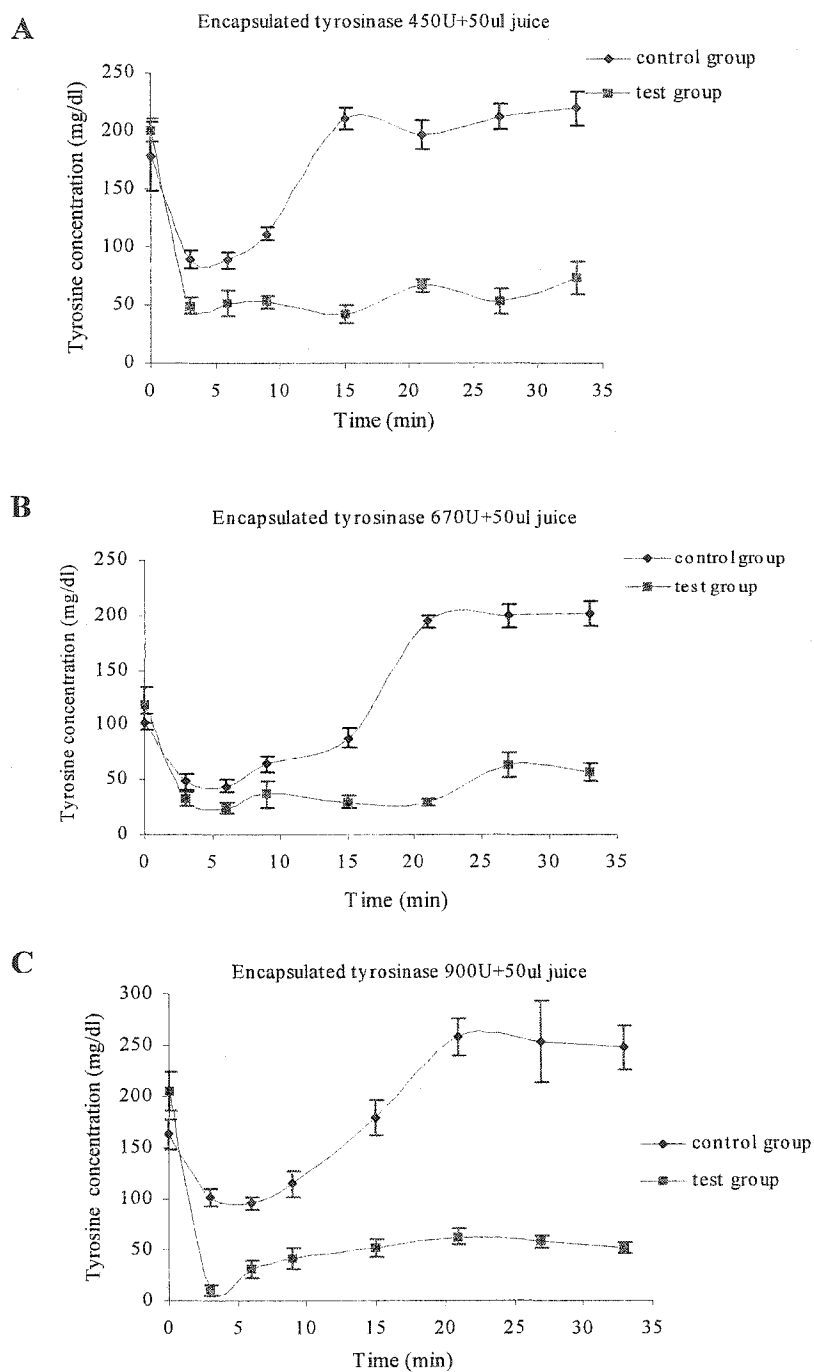 A
Encapsulated tyrosinase 450U+50ul juice
control group
test group
Tyrosine concentration (mg/dl)
250
200
150
100
50
0
0 5 10 15 20 25 30 35
Time (min)
B
Encapsulated tyrosinase 670U+50ul juice
control group
test group
Tyrosine concentration (mg/dl)
250
200
150
100
50
0
0 5 10 15 20 25 30 35
Time (min)
C
Encapsulated tyrosinase 900U+50ul juice
control group
test group
Tyrosine concentration (mg/dl)
300
250
200
150
100
50
0
0 5 10 15 20 25 30 35
Time (min)